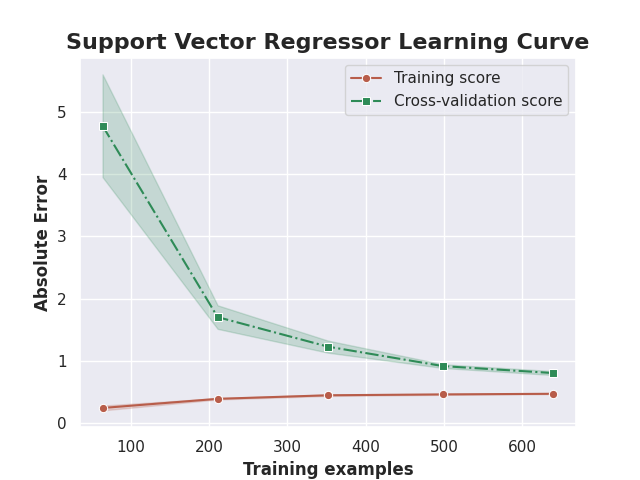 Support Vector Regressor Learning Curve
Training score
Cross-validation score
Absolute Error
5
4
3
2
1
0
100
200
300
400
500
600
Training examples